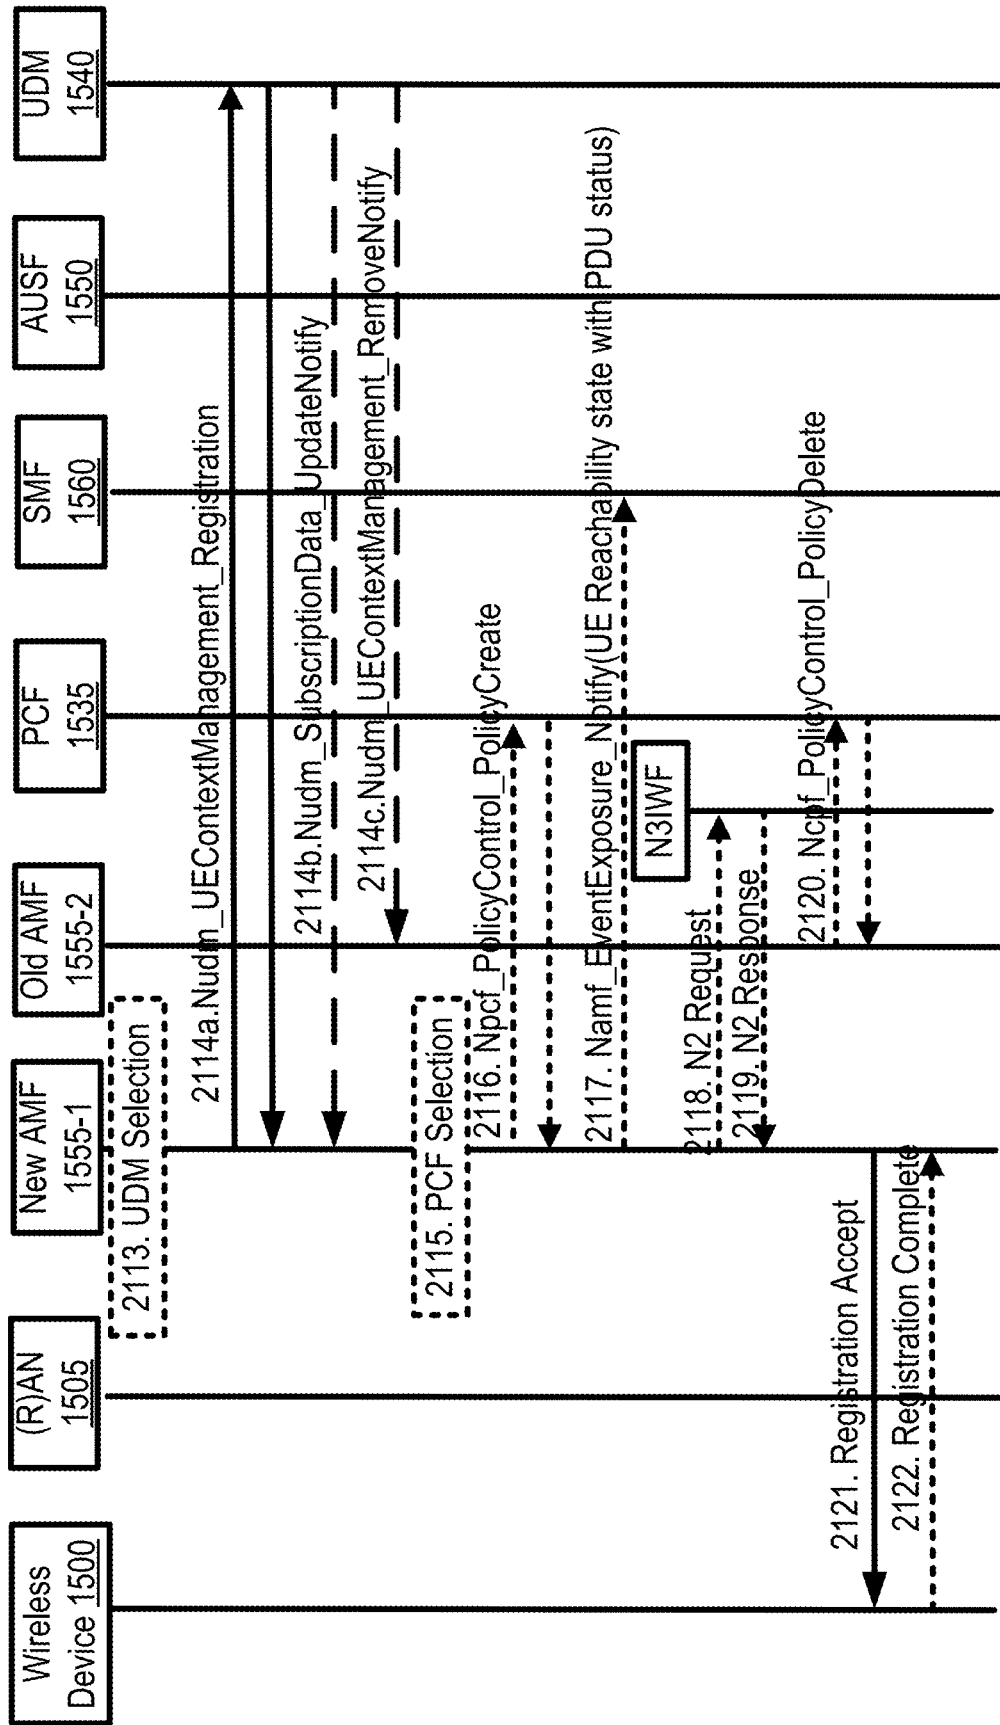 Wireless
Device 1500
(R)AN
1505
New AMF
1555-1
Old AMF
1555-2
PCF
1535
SMF
1560
AUSF
1550
UDM
1540
2113. UDM Selection
2114a.Nudm_UEContextManagement_Registration
2114b.Nudm_SubscriptionData_UpdateNotify
2114c.Nudm_UEContextManagement_RemoveNotify
2115. PCF Selection
2116. Npcf_PolicyControl_PolicyCreate
2117. Namf_EventExposure_Notify(UE Reachability state with PDU status)
N3IWF
2118. N2 Request
2119. N2 Response
2120. Ncpf_PolicyControl_PolicyDelete
2121. Registration Accept
2122. Registration Complete